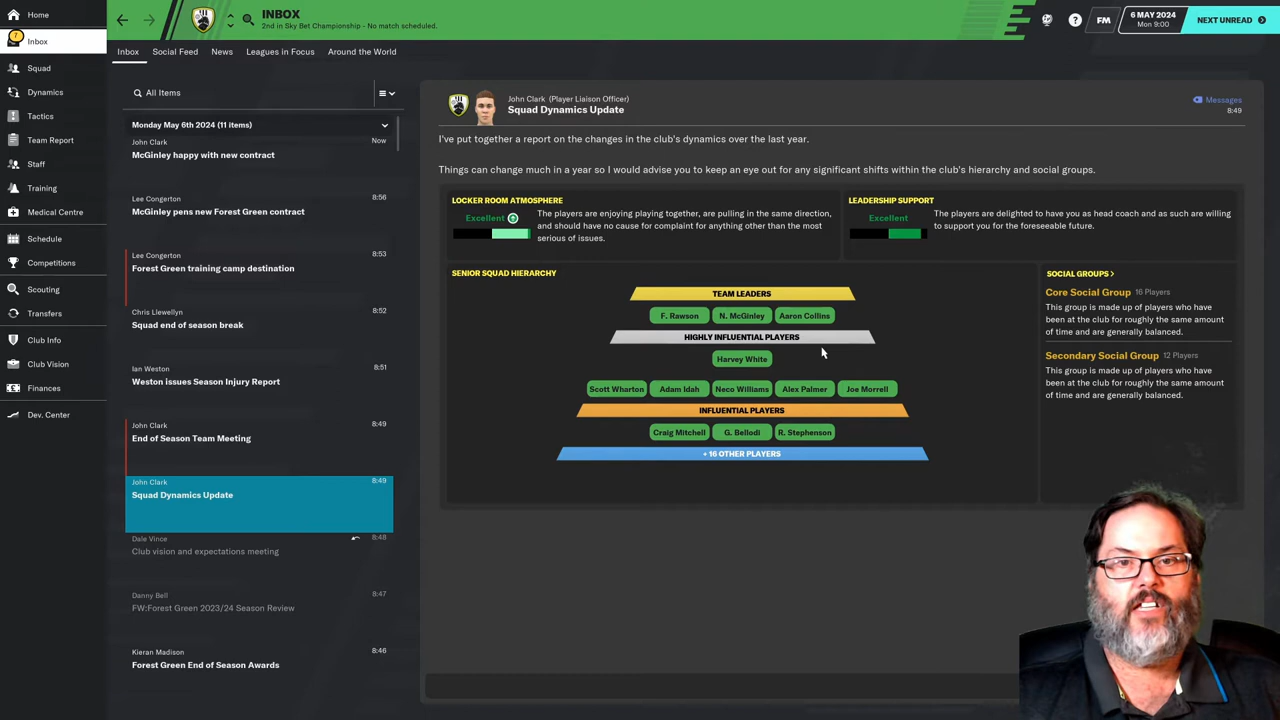 Home
7
Inbox
Squad
Dynamics
Tactics
Team Report
Staff
Training
Medical Centre
Schedule
Competitions
Scouting
Transfers
Club Info
Club Vision
Finances
Dev. Center
INBOX
2nd in Sky Bet Championship - No match scheduled.
?
FM
6 MAY 2024
Mon 9:00
NEXT UNREAD
Inbox
Social Feed
News
Leagues in Focus
Around the World
All Items
Monday May 6th 2024 (11 items)
John Clark
Now
McGinley happy with new contract
Lee Congerton
8:56
McGinley pens new Forest Green contract
Lee Congerton
8:53
Forest Green training camp destination
Chris Llewellyn
8:52
Squad end of season break
Ian Weston
8:51
Weston issues Season Injury Report
John Clark
8:49
End of Season Team Meeting
John Clark
8:49
Squad Dynamics Update
Dale Vince
8:48
Club vision and expectations meeting
Danny Bell
8:47
FW:Forest Green 2023/24 Season Review
Kieran Madison
8:46
Forest Green End of Season Awards
John Clark (Player Liaison Officer)
Squad Dynamics Update
Messages
8:49
I've put together a report on the changes in the club's dynamics over the last year.
Things can change much in a year so I would advise you to keep an eye out for any significant shifts within the club's hierarchy and social groups.
LOCKER ROOM ATMOSPHERE
Excellent
The players are enjoying playing together, are pulling in the same direction,
and should have no cause for complaint for anything other than the most
serious of issues.
LEADERSHIP SUPPORT
Excellent
The players are delighted to have you as head coach and as such are willing
to support you for the foreseeable future.
SENIOR SQUAD HIERARCHY
TEAM LEADERS
F. Rawson
N. McGinley
Aaron Collins
HIGHLY INFLUENTIAL PLAYERS
Harvey White
Scott Wharton
Adam Idah
Neco Williams
Alex Palmer
Joe Morrell
INFLUENTIAL PLAYERS
Craig Mitchell
G. Bellodi
R. Stephenson
+ 16 OTHER PLAYERS
SOCIAL GROUPS >
Core Social Group 16 Players
This group is made up of players who have
been at the club for roughly the same amount
of time and are generally balanced.
Secondary Social Group 12 Players
This group is made up of players who have
been at the club for roughly the same amount
of time and are generally balanced.